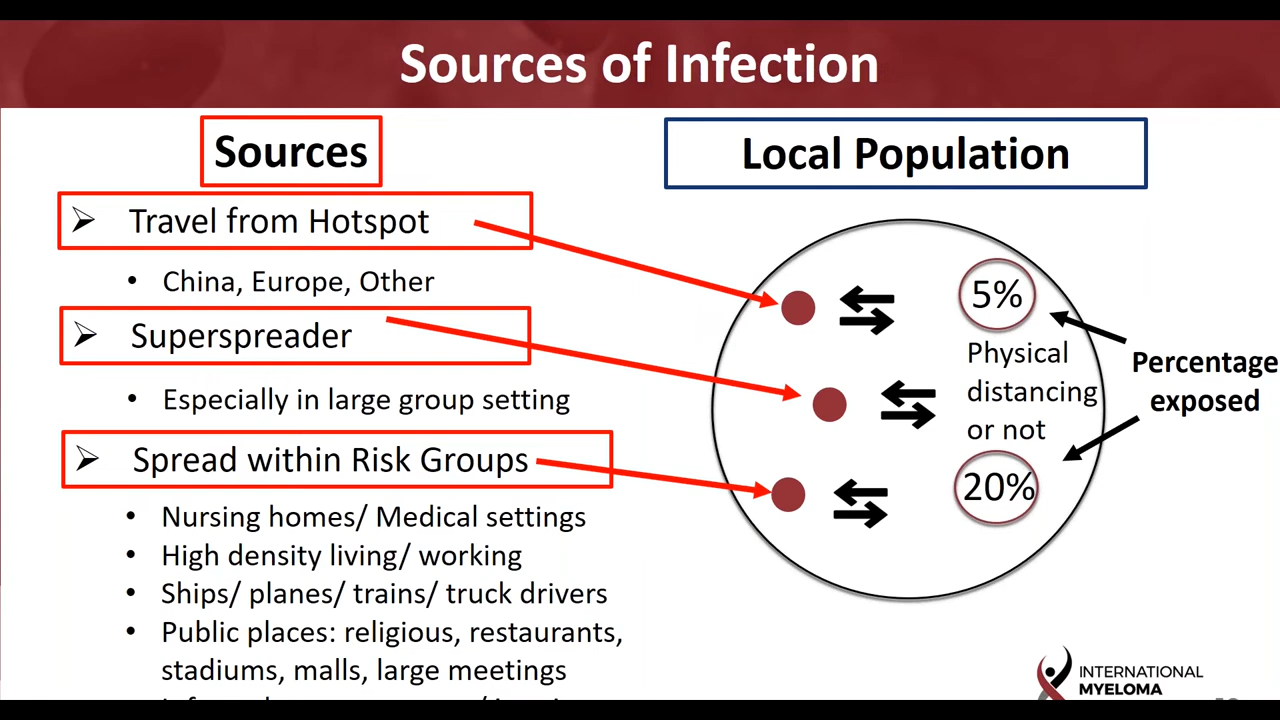 Sources of Infection
Sources
➢ Travel from Hotspot
• China, Europe, Other
➢ Superspreader
• Especially in large group setting
➢ Spread within Risk Groups
• Nursing homes/ Medical settings
• High density living/ working
• Ships/ planes/ trains/ truck drivers
• Public places: religious, restaurants,
stadiums, malls, large meetings
Local Population
5%
Physical
distancing
or not
20%
Percentage
exposed
INTERNATIONAL
MYELOMA